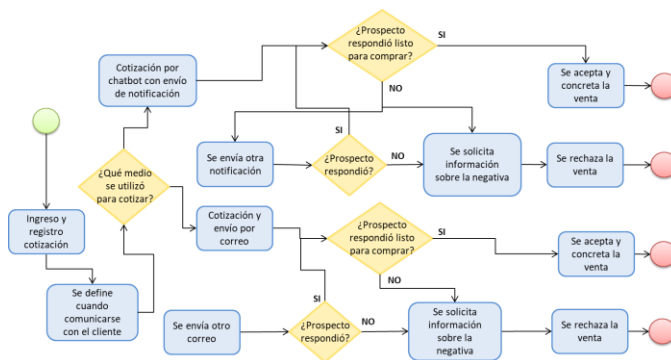 ¿Prospecto
respondió listo
para comprar?
SI
Cotización por
chatbot con envío
de notificación
Se acepta y
concreta la
venta
NO
Se envía otra
notificación
SI
¿Prospecto
respondió?
NO
Se solicita
información
sobre la negativa
Se rechaza la
venta
¿Qué medio
se utilizó
para cotizar?
Ingreso y
registro
cotización
Cotización y
envío por
correo
¿Prospecto
respondió listo
para comprar?
SI
Se acepta y
concreta la
venta
NO
Se define
cuando
comunicarse
con el cliente
SI
Se envía otro
correo
¿Prospecto
respondió?
NO
Se solicita
información
sobre la
negativa
Se rechaza la
venta